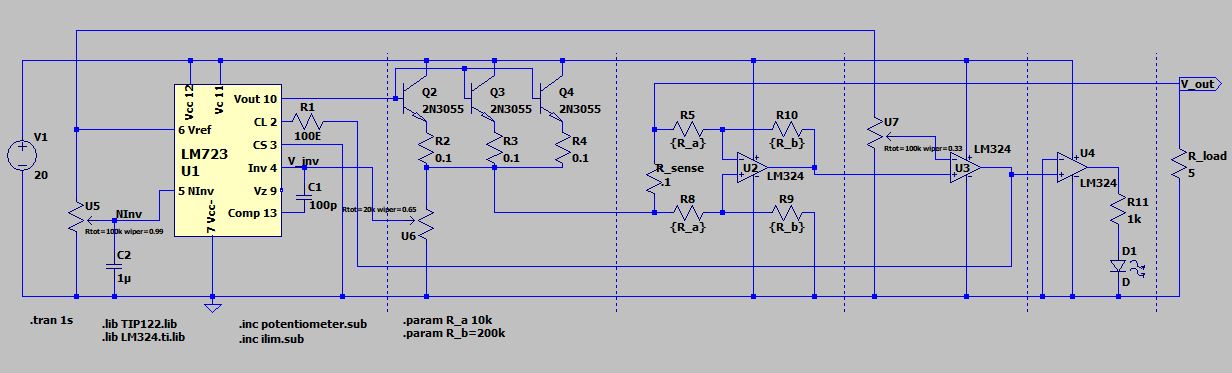 V1
20
Vcc 12
Vc 11
Vout 10
CL 2
CS 3
Inv 4
Vz 9
Comp 13
6 Vref
LM723
U1
5 NInv
7 Vcc-
U5
Rtot=100k wiper=0.99
NInv
C2
1µ
R1
100E
V_inv
C1
100p
Rtot=20k wiper=0.65
U6
Q2
2N3055
Q3
2N3055
Q4
2N3055
R2
0.1
R3
0.1
R4
0.1
R_sense
.1
R5
{R_a}
R10
{R_b}
R8
{R_a}
R9
{R_b}
U2
LM324
U7
Rtot=100k wiper=0.33
U3
LM324
U4
LM324
R11
1k
D1
D
V_out
R_load
5
.tran 1s
.lib TIP122.lib
.lib LM324.ti.lib
.inc potentiometer.sub
.inc ilim.sub
.param R_a 10k
.param R_b=200k